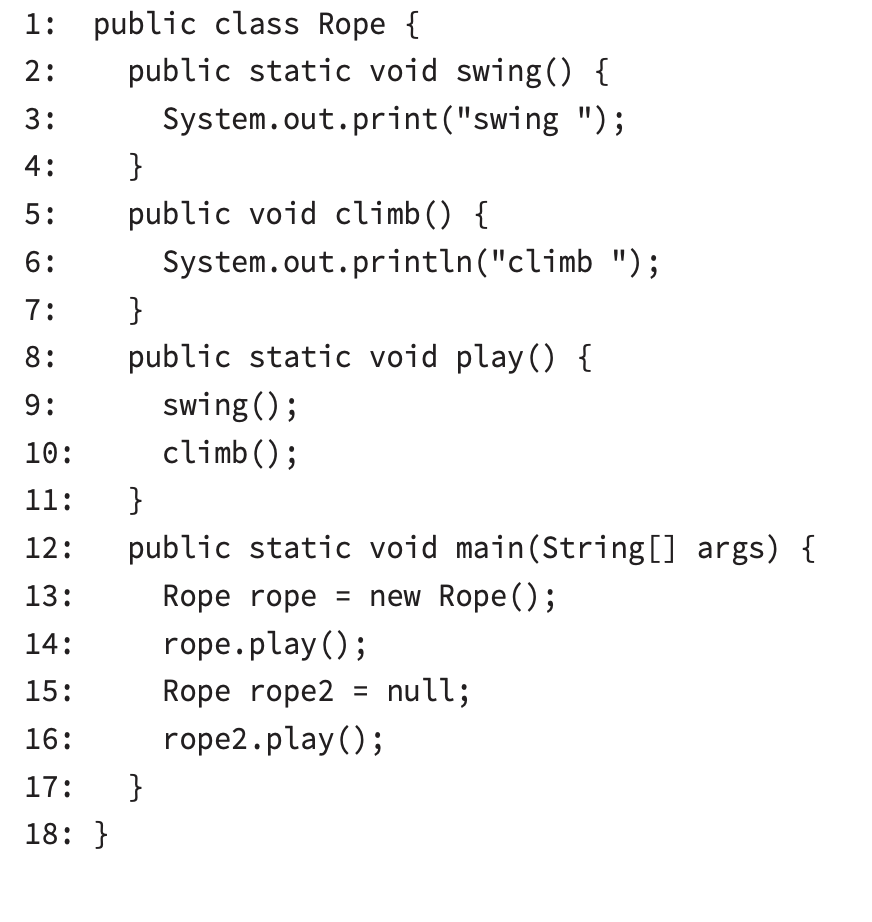 1:  public class Rope {
2:    public static void swing() {
3:      System.out.print("swing ");
4:    }
5:    public void climb() {
6:      System.out.println("climb ");
7:    }
8:    public static void play() {
9:      swing();
10:     climb();
11:   }
12:   public static void main(String[] args) {
13:     Rope rope = new Rope();
14:     rope.play();
15:     Rope rope2 = null;
16:     rope2.play();
17:   }
18: }